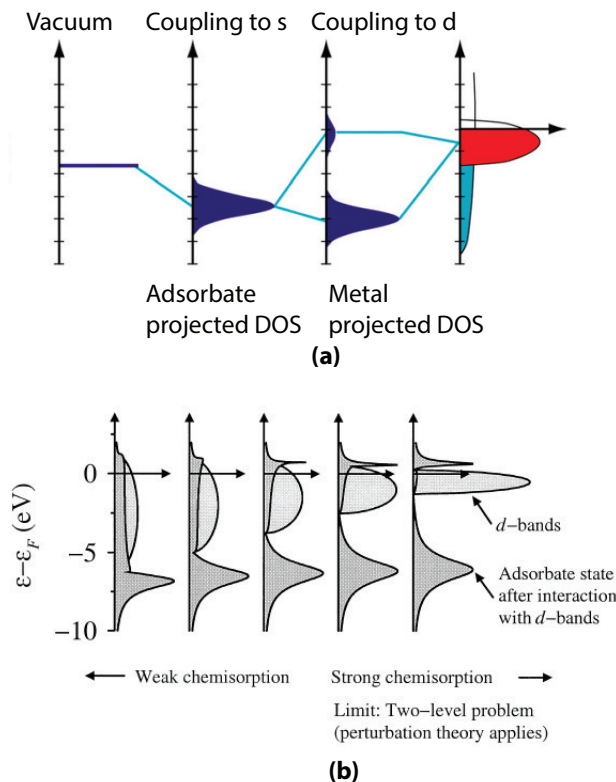 Vacuum
Coupling to s
Coupling to d
Adsorbate
projected DOS
Metal
projected DOS
(a)
ε−ε_F (eV)
0
−5
−10
d−bands
Adsorbate state
after interaction
with d−bands
Weak chemisorption
Strong chemisorption
Limit: Two−level problem
(perturbation theory applies)
(b)